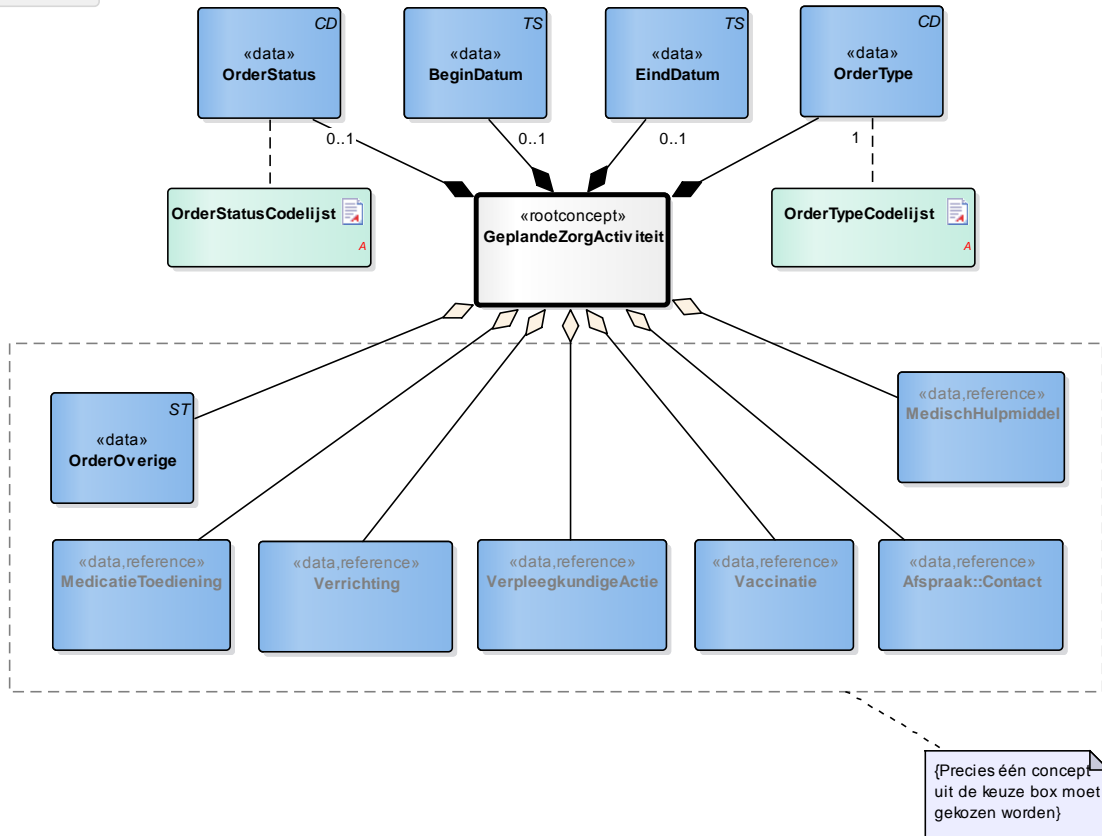 CD
«data»
OrderStatus
TS
«data»
BeginDatum
TS
«data»
EindDatum
CD
«data»
OrderType
0..1
0..1
0..1
1
OrderStatusCodelijst
A
«rootconcept»
GeplandeZorgActiviteit
OrderTypeCodelijst
A
ST
«data»
OrderOverige
«data,reference»
MedischHulpmiddel
«data,reference»
MedicatieToediening
«data,reference»
Verrichting
«data,reference»
VerpleegkundigeActie
«data,reference»
Vaccinatie
«data,reference»
Afspraak::Contact
{Precies één concept
uit de keuze box moet
gekozen worden}